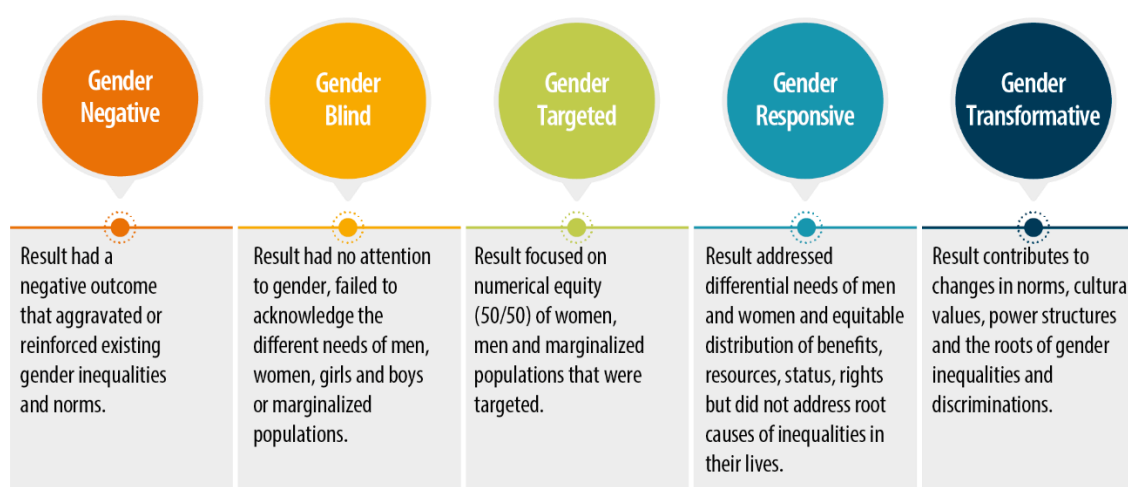 Gender
Negative
Gender
Blind
Gender
Targeted
Gender
Responsive
Gender
Transformative
Result had a
negative outcome
that aggravated or
reinforced existing
gender inequalities
and norms.
Result had no attention
to gender, failed to
acknowledge the
different needs of men,
women, girls and boys
or marginalized
populations.
Result focused on
numerical equity
(50/50) of women,
men and marginalized
populations that were
targeted.
Result addressed
differential needs of men
and women and equitable
distribution of benefits,
resources, status, rights
but did not address root
causes of inequalities in
their lives.
Result contributes to
changes in norms, cultura
values, power structures
and the roots of gender
inequalities and
discriminations.